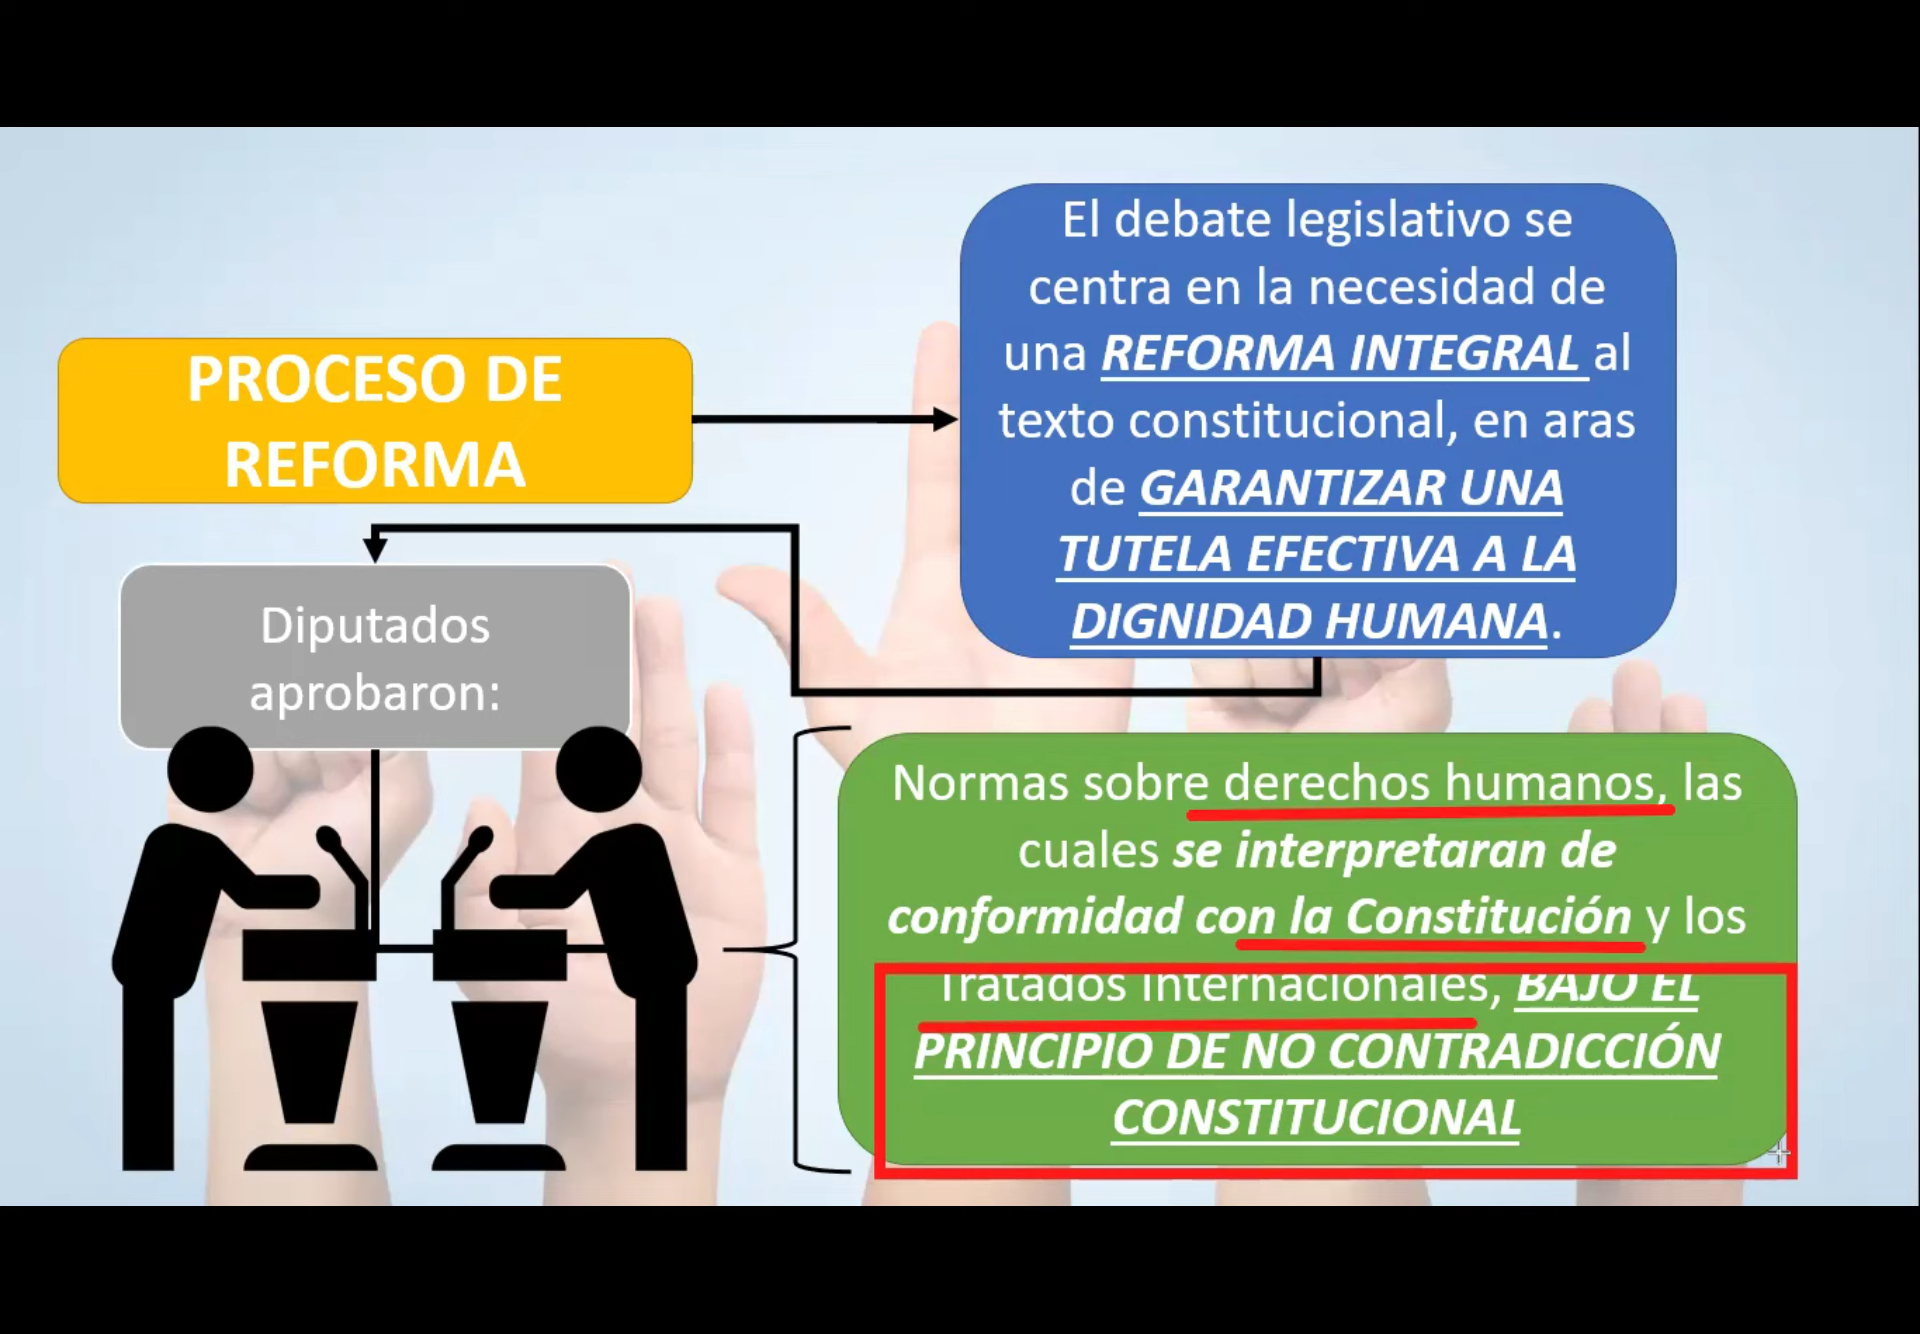 PROCESO DE
REFORMA
El debate legislativo se
centra en la necesidad de
una REFORMA INTEGRAL al
texto constitucional, en aras
de GARANTIZAR UNA
TUTELA EFECTIVA A LA
DIGNIDAD HUMANA.
Diputados
aprobaron:
Normas sobre derechos humanos, las
cuales se interpretaran de
conformidad con la Constitución y los
Tratados Internacionales, BAJO EL
PRINCIPIO DE NO CONTRADICCIÓN
CONSTITUCIONAL